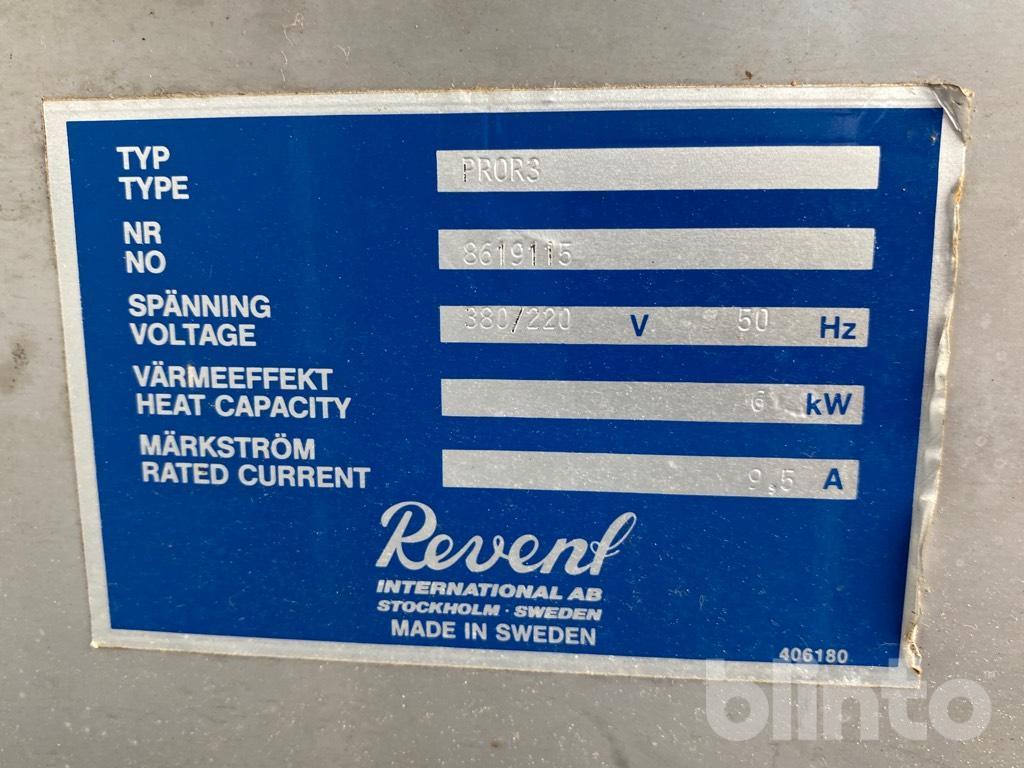 TYP
TYPE PROR3
NR
NO 8619115
SPÄNNING
VOLTAGE 380/220 V 50 Hz
VÄRMEEFFEKT
HEAT CAPACITY 6 kW
MÄRKSTRÖM
RATED CURRENT 9,5 A
Revent
INTERNATIONAL AB
STOCKHOLM · SWEDEN
MADE IN SWEDEN
406180
blinto